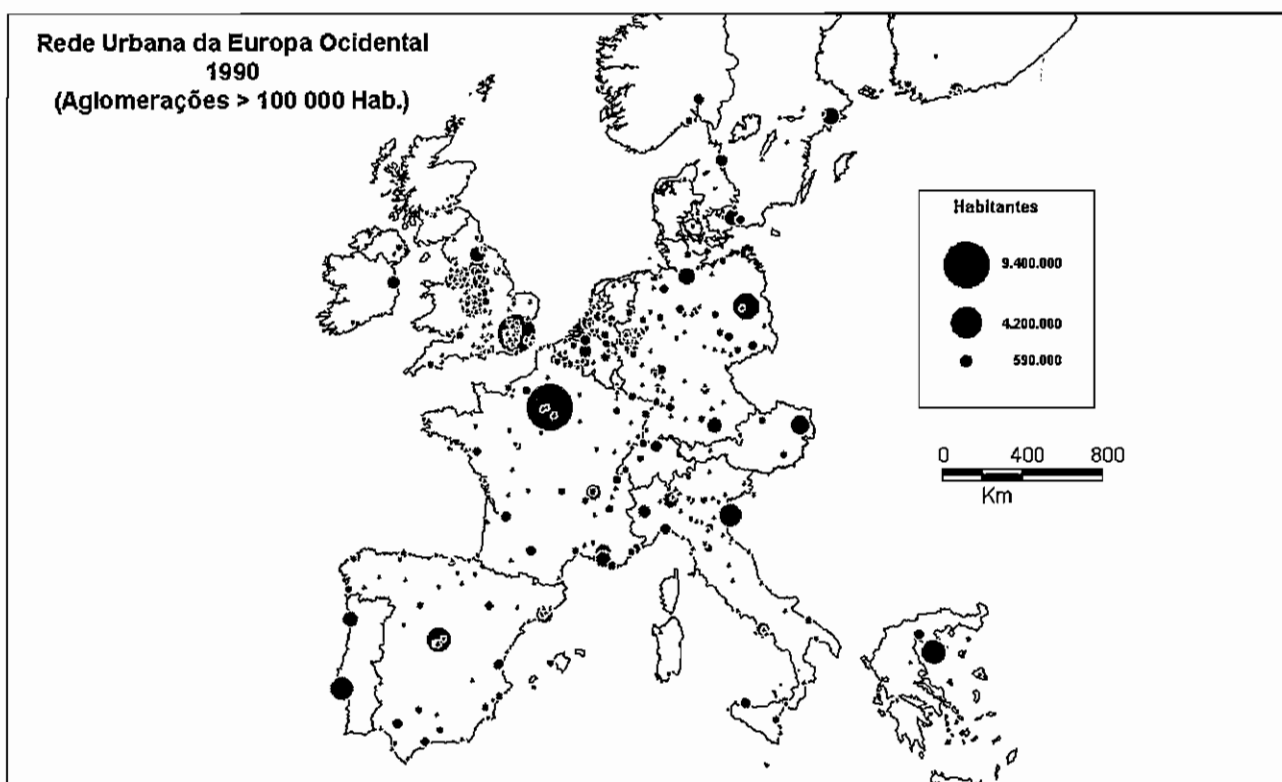 Rede Urbana da Europa Ocidental
1990
(Aglomerações > 100 000 Hab.)
Habitantes
9.400.000
4.200.000
590.000
0 400 800
Km